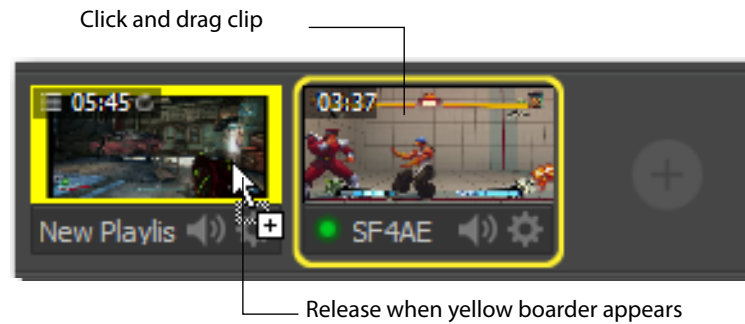 Click and drag clip
05:45
03:37
New Playlis
SF4AE
Release when yellow boarder appears